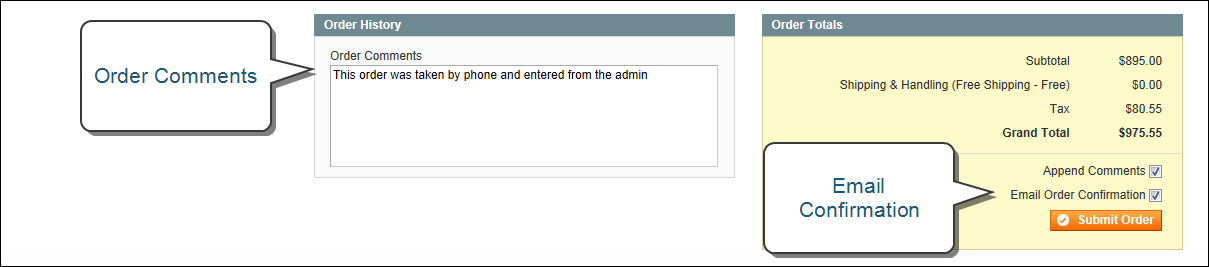 Order Comments
Order History
Order Comments
This order was taken by phone and entered from the admin
Order Totals
Subtotal $895.00
Shipping & Handling (Free Shipping - Free) $0.00
Tax $80.55
Grand Total $975.55
Email
Confirmation
Append Comments
Email Order Confirmation
Submit Order